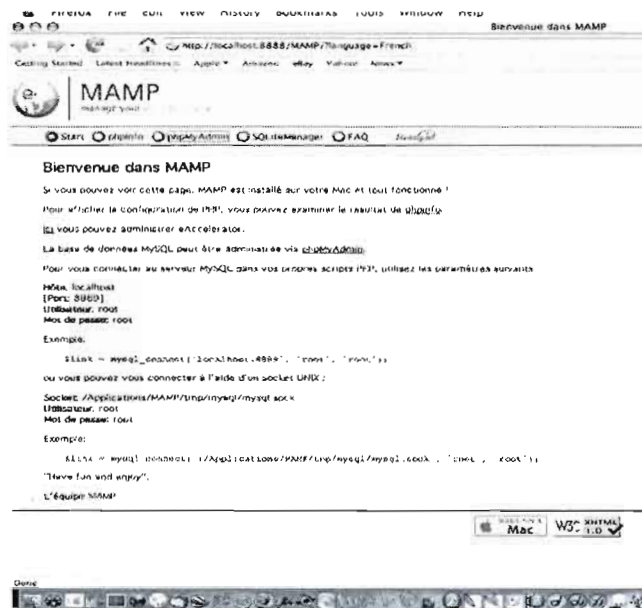 Firefox File Edit View History Bookmarks Tools Window Help
Bienvenue dans MAMP
http://localhost:8888/MAMP/?language=French
Getting Started Latest Headlines Apple Amazon eBay Yahoo! News
MAMP
manage your
Start phpInfo phpMyAdmin SQLiteManager FAQ
Bienvenue dans MAMP
Si vous pouvez voir cette page, MAMP est installé sur votre Mac et tout fonctionne !
Pour afficher la configuration de PHP, vous pouvez examiner le résultat de phpinfo.
Ici vous pouvez administrer eAccelerator.
La base de données MySQL peut être administrée via phpMyAdmin.
Pour vous connecter au serveur MySQL dans vos propres scripts PHP, utilisez les paramètres suivants
Hôte: localhost
[Port: 8889]
Utilisateur: root
Mot de passe: root
Exemple:
$link = mysql_connect('localhost:8889', 'root', 'root');
ou vous pouvez vous connecter à l'aide d'un socket UNIX :
Socket: /Applications/MAMP/tmp/mysql/mysql.sock
Utilisateur: root
Mot de passe: root
Exemple:
$link = mysql_connect(':/Applications/MAMP/tmp/mysql/mysql.sock', 'root', 'root');
"Have fun and enjoy",
L'équipe MAMP
Mac W3C XHTML 1.0
Done